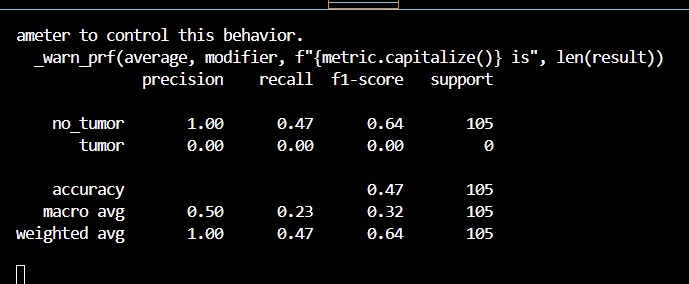 ameter to control this behavior.
_warn_prf(average, modifier, f"{metric.capitalize()} is", len(result))
precision recall f1-score support
no_tumor 1.00 0.47 0.64 105
tumor 0.00 0.00 0.00 0
accuracy 0.47 105
macro avg 0.50 0.23 0.32 105
weighted avg 1.00 0.47 0.64 105